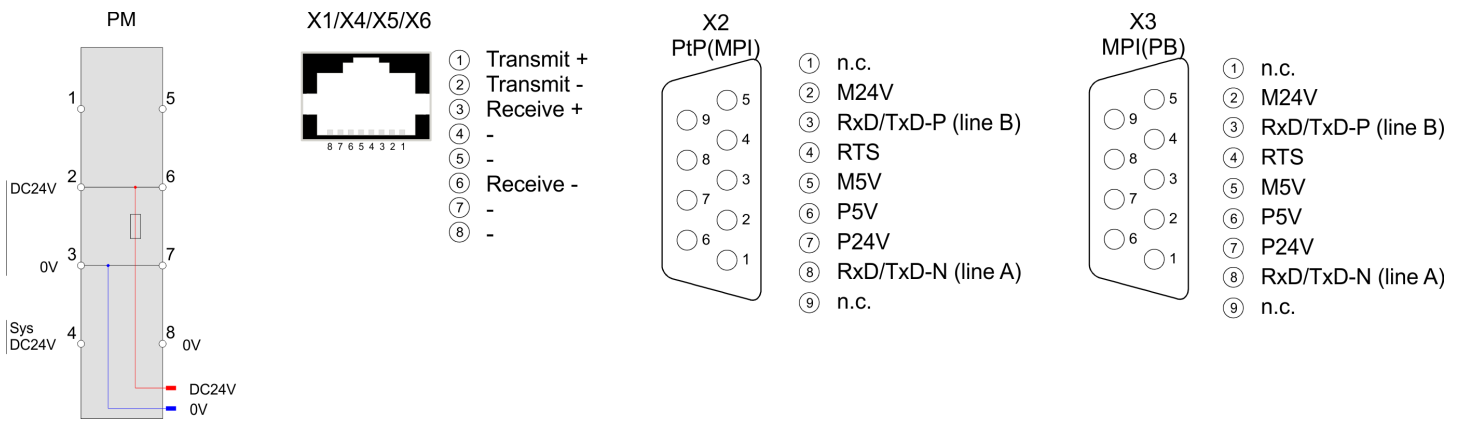 PM
1
5
2
6
DC24V
3
7
0V
Sys
DC24V
4
8
0V
DC24V
0V
X1/X4/X5/X6
8 7 6 5 4 3 2 1
1 Transmit +
2 Transmit -
3 Receive +
4 -
5 -
6 Receive -
7 -
8 -
X2
PtP(MPI)
5
9
4
8
3
7
2
6
1
1 n.c.
2 M24V
3 RxD/TxD-P (line B)
4 RTS
5 M5V
6 P5V
7 P24V
8 RxD/TxD-N (line A)
9 n.c.
X3
MPI(PB)
5
9
4
8
3
7
2
6
1
1 n.c.
2 M24V
3 RxD/TxD-P (line B)
4 RTS
5 M5V
6 P5V
7 P24V
8 RxD/TxD-N (line A)
9 n.c.